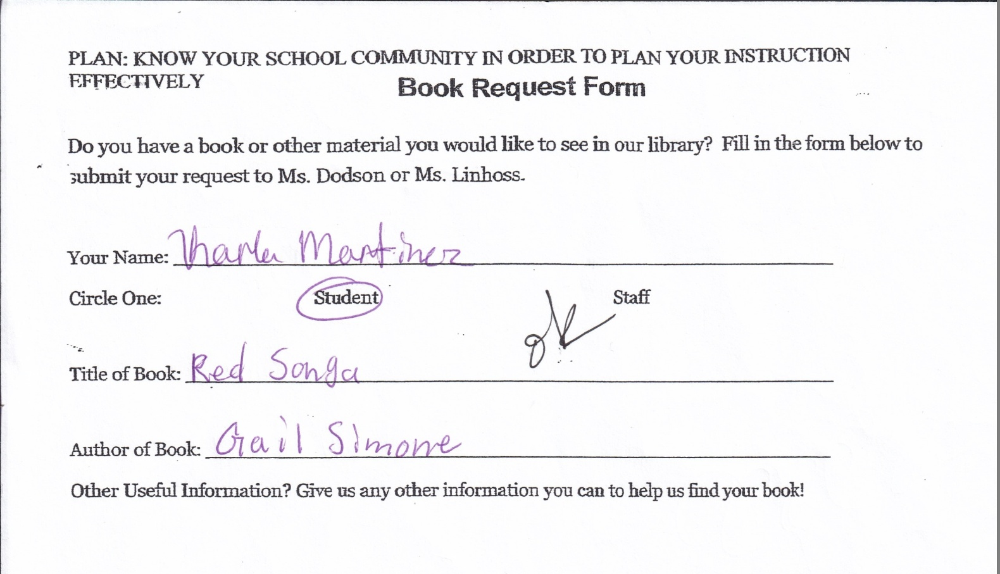 PLAN: KNOW YOUR SCHOOL COMMUNITY IN ORDER TO PLAN YOUR INSTRUCTION
EFFECTIVELY
Book Request Form
Do you have a book or other material you would like to see in our library? Fill in the form below to
submit your request to Ms. Dodson or Ms. Linhoss.
Your Name: Martinez
Circle One: Student Staff
ok
Title of Book: Red Songa
Author of Book: Gail Simone
Other Useful Information? Give us any other information you can to help us find your book!